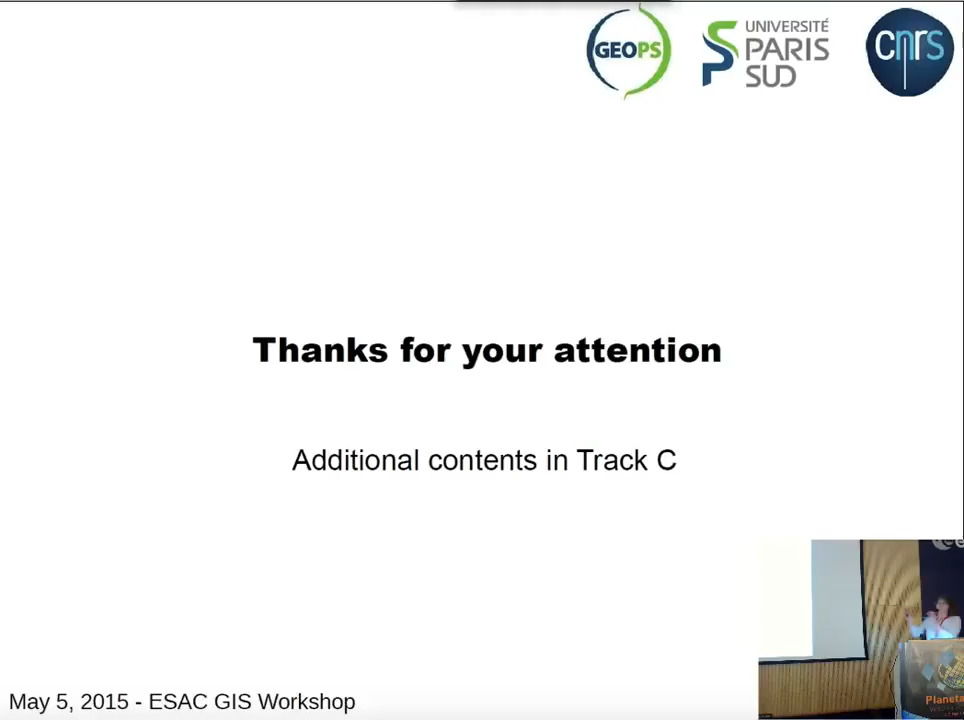 GEOPS
UNIVERSITÉ
PARIS
SUD
cnrs
Thanks for your attention
Additional contents in Track C
May 5, 2015 - ESAC GIS Workshop